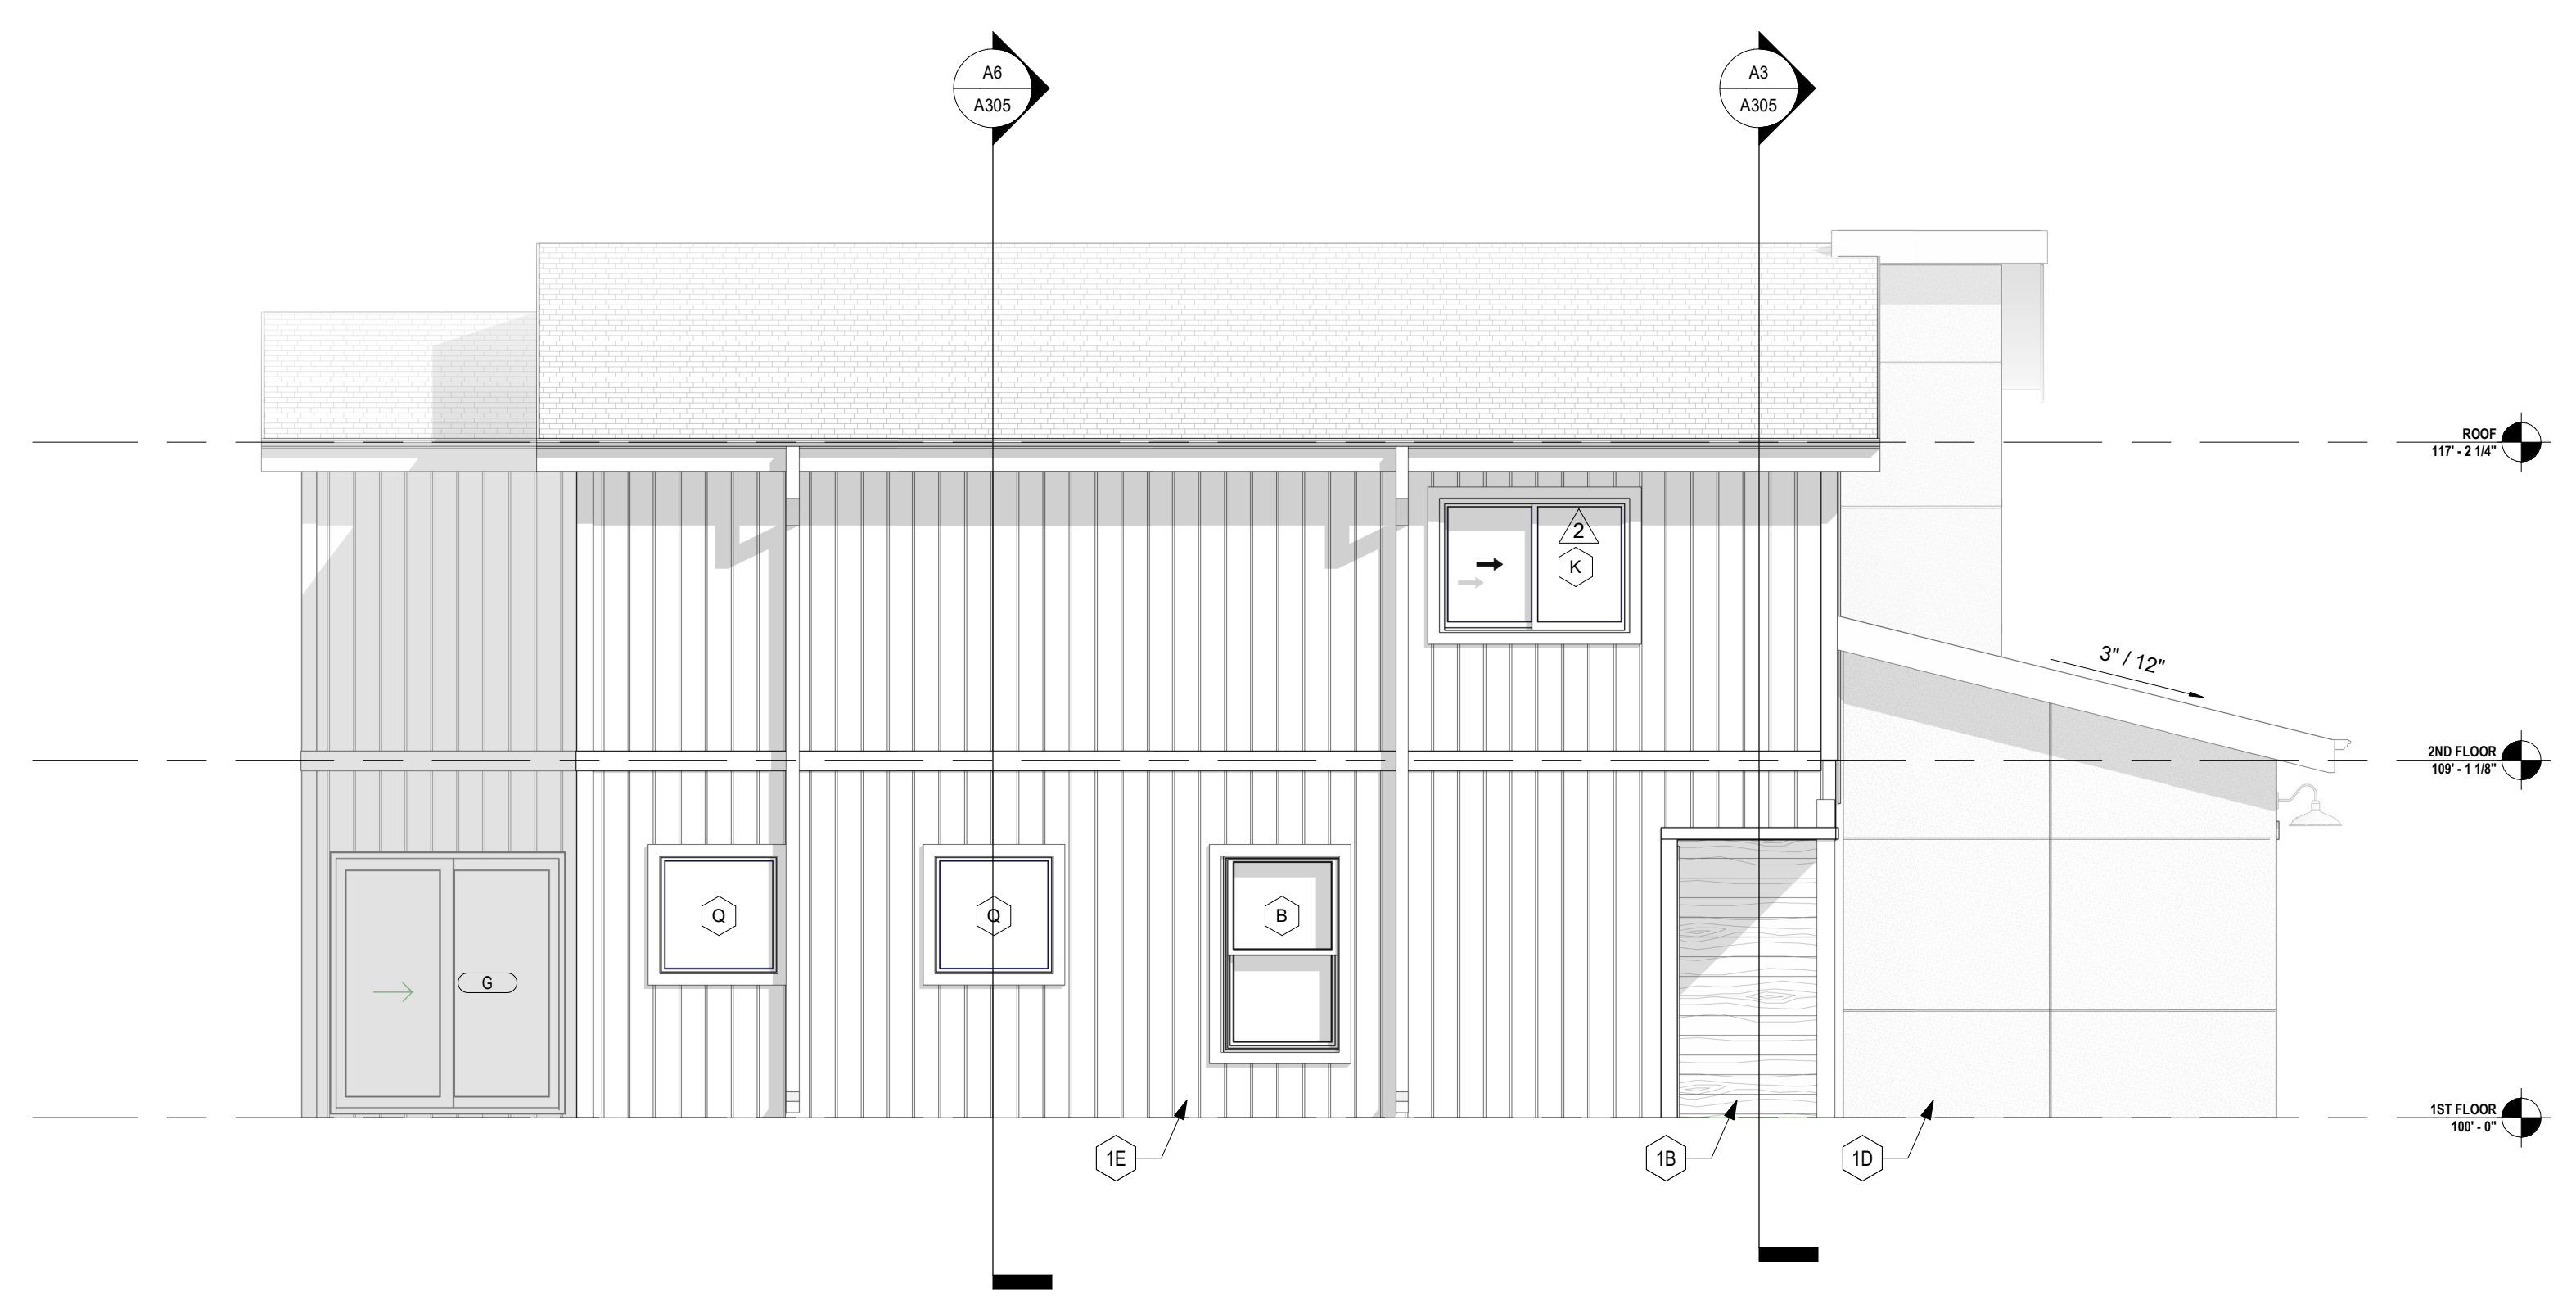 A6
A305
A3
A305
ROOF
117' - 2 1/4"
2
K
3" / 12"
2ND FLOOR
109' - 1 1/8"
Q
Q
B
G
1ST FLOOR
100' - 0"
1E
1B
1D